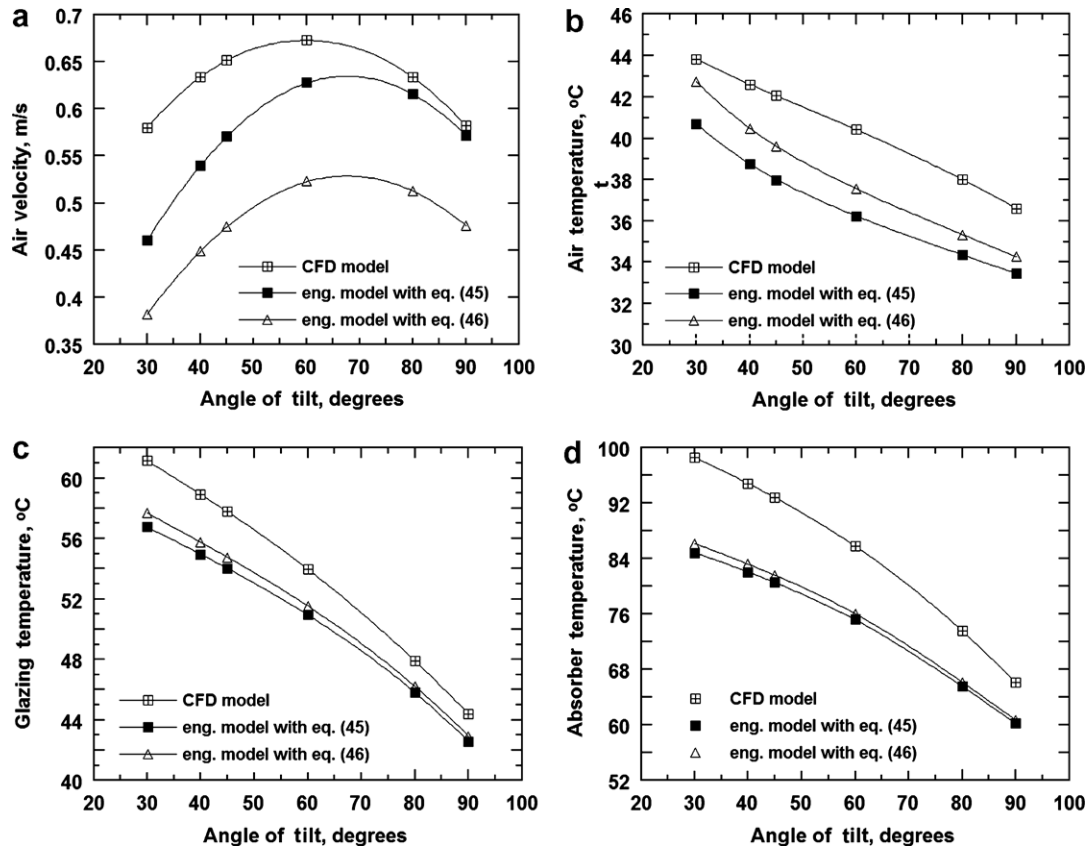 a
0.7
0.65
0.6
0.55
0.5
0.45
0.4
0.35
Air velocity, m/s
CFD model
eng. model with eq. (45)
eng. model with eq. (46)
20 30 40 50 60 70 80 90 100
Angle of tilt, degrees
b
46
44
42
40
38
36
34
32
30
Air temperature, oC
t
CFD model
eng. model with eq. (45)
eng. model with eq. (46)
20 30 40 50 60 70 80 90 100
Angle of tilt, degrees
c
60
56
52
48
44
40
Glazing temperature, oC
CFD model
eng. model with eq. (45)
eng. model with eq. (46)
20 30 40 50 60 70 80 90 100
Angle of tilt, degrees
d
100
92
84
76
68
60
52
Absorber temperature, oC
CFD model
eng. model with eq. (45)
eng. model with eq. (46)
20 30 40 50 60 70 80 90 100
Angle of tilt, degrees